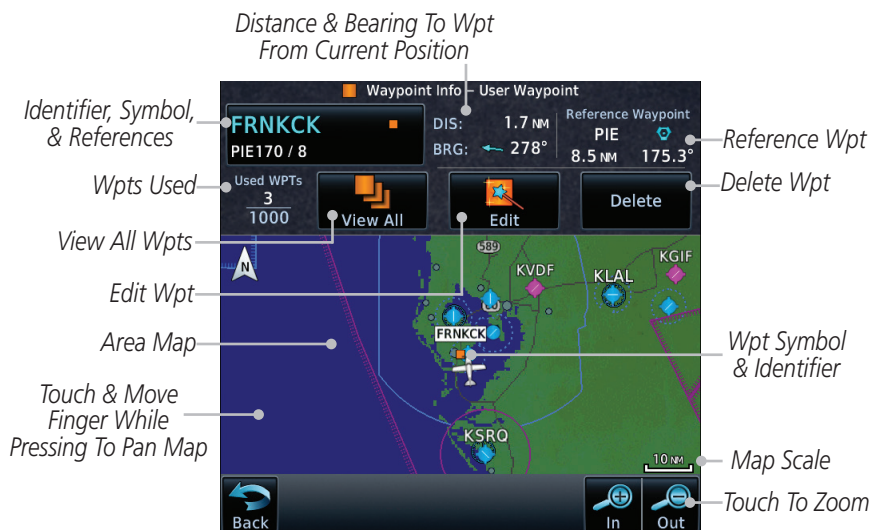 Distance & Bearing To Wpt
From Current Position
Waypoint Info – User Waypoint
Identifier, Symbol,
& References
FRNKCK
PIE170 / 8
DIS: 1.7 NM
BRG: 278°
Reference Waypoint
PIE
8.5 NM 175.3°
Reference Wpt
Wpts Used
Used WPTs
3
1000
View All
Edit
Delete
Delete Wpt
View All Wpts
Edit Wpt
Area Map
Touch & Move
Finger While
Pressing To Pan Map
N
589
KVDF
KLAL
KGIF
FRNKCK
KSRQ
10 NM
Wpt Symbol
& Identifier
Map Scale
Touch To Zoom
Back
In
Out